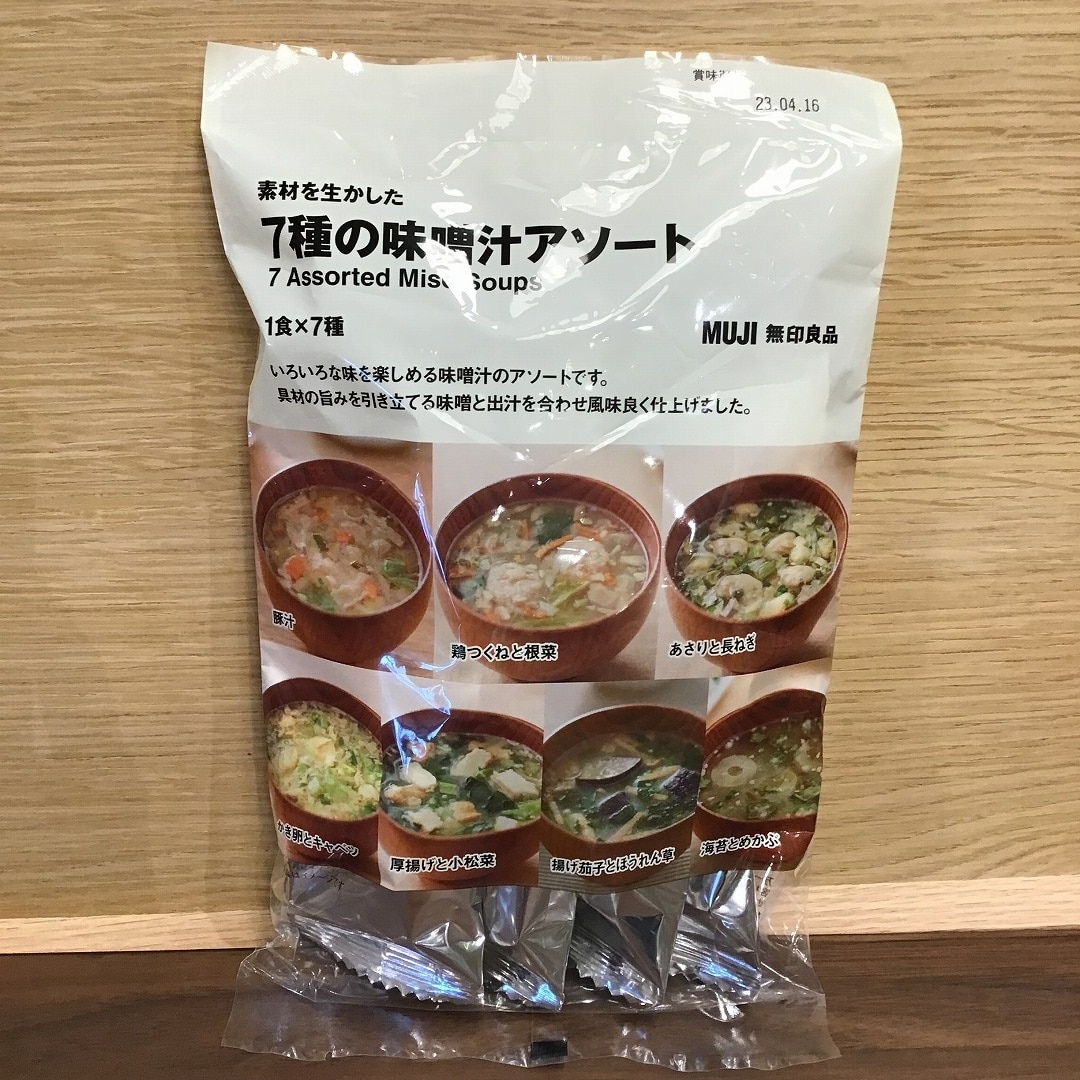 賞味
23.04.16
素材を生かした
7種の味噌汁アソート
7 Assorted Miso Soups
1食×7種
MUJI 無印良品
いろいろな味を楽しめる味噌汁のアソートです。
具材の旨みを引き立てる味噌と出汁を合わせ風味良く仕上げました。
豚汁
鶏つくねと根菜
あさりと長ねぎ
かき卵とキャベツ
厚揚げと小松菜
揚げ茄子とほうれん草
海苔とめかぶ